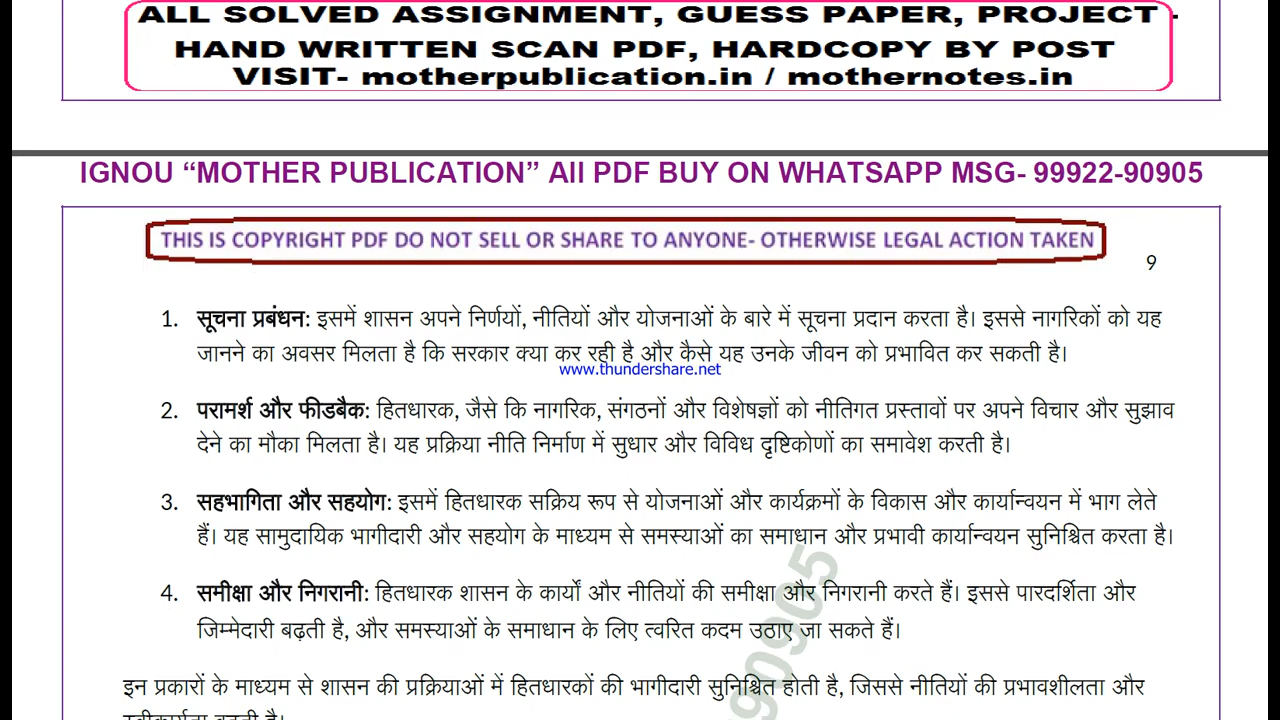 ALL SOLVED ASSIGNMENT, GUESS PAPER, PROJECT -
HAND WRITTEN SCAN PDF, HARDCOPY BY POST
VISIT- motherpublication.in / mothernotes.in
IGNOU “MOTHER PUBLICATION” All PDF BUY ON WHATSAPP MSG- 99922-90905
THIS IS COPYRIGHT PDF DO NOT SELL OR SHARE TO ANYONE- OTHERWISE LEGAL ACTION TAKEN
9
1. सूचना प्रबंधन: इसमें शासन अपने निर्णयों, नीतियों और योजनाओं के बारे में सूचना प्रदान करता है। इससे नागरिकों को यह
जानने का अवसर मिलता है कि सरकार क्या कर रही है और कैसे यह उनके जीवन को प्रभावित कर सकती है।
www.thundershare.net
2. परामर्श और फीडबैक: हितधारक, जैसे कि नागरिक, संगठनों और विशेषज्ञों को नीतिगत प्रस्तावों पर अपने विचार और सुझाव
देने का मौका मिलता है। यह प्रक्रिया नीति निर्माण में सुधार और विविध दृष्टिकोणों का समावेश करती है।
3. सहभागिता और सहयोग: इसमें हितधारक सक्रिय रूप से योजनाओं और कार्यक्रमों के विकास और कार्यान्वयन में भाग लेते
हैं। यह सामुदायिक भागीदारी और सहयोग के माध्यम से समस्याओं का समाधान और प्रभावी कार्यान्वयन सुनिश्चित करता है।
4. समीक्षा और निगरानी: हितधारक शासन के कार्यों और नीतियों की समीक्षा और निगरानी करते हैं। इससे पारदर्शिता और
जिम्मेदारी बढ़ती है, और समस्याओं के समाधान के लिए त्वरित कदम उठाए जा सकते हैं।
90905
इन प्रकारों के माध्यम से शासन की प्रक्रियाओं में हितधारकों की भागीदारी सुनिश्चित होती है, जिससे नीतियों की प्रभावशीलता और